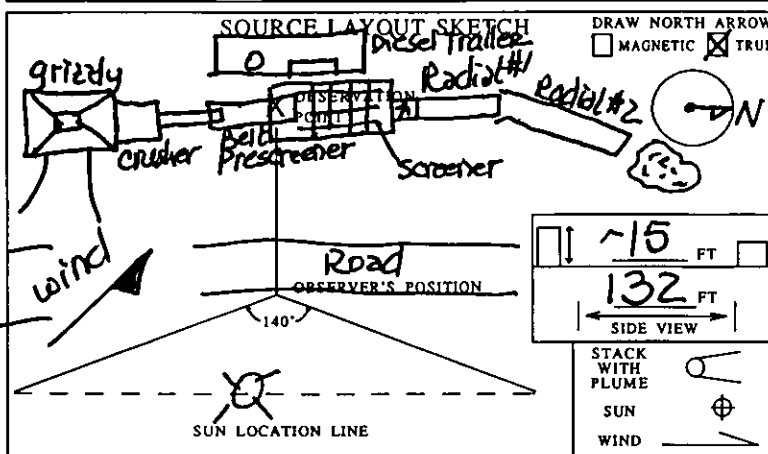 SOURCE LAYOUT SKETCH
DRAW NORTH ARROW
MAGNETIC TRU
Diesel Trailer
grizzly
Radial #1
OBSERVATION
POINT
Radial #2
N
crusher
Belt
Prescreener
Screener
wind
Road
OBSERVER'S POSITION
140°
~15 FT
132 FT
SIDE VIEW
STACK
WITH
PLUME
SUN
WIND
SUN LOCATION LINE